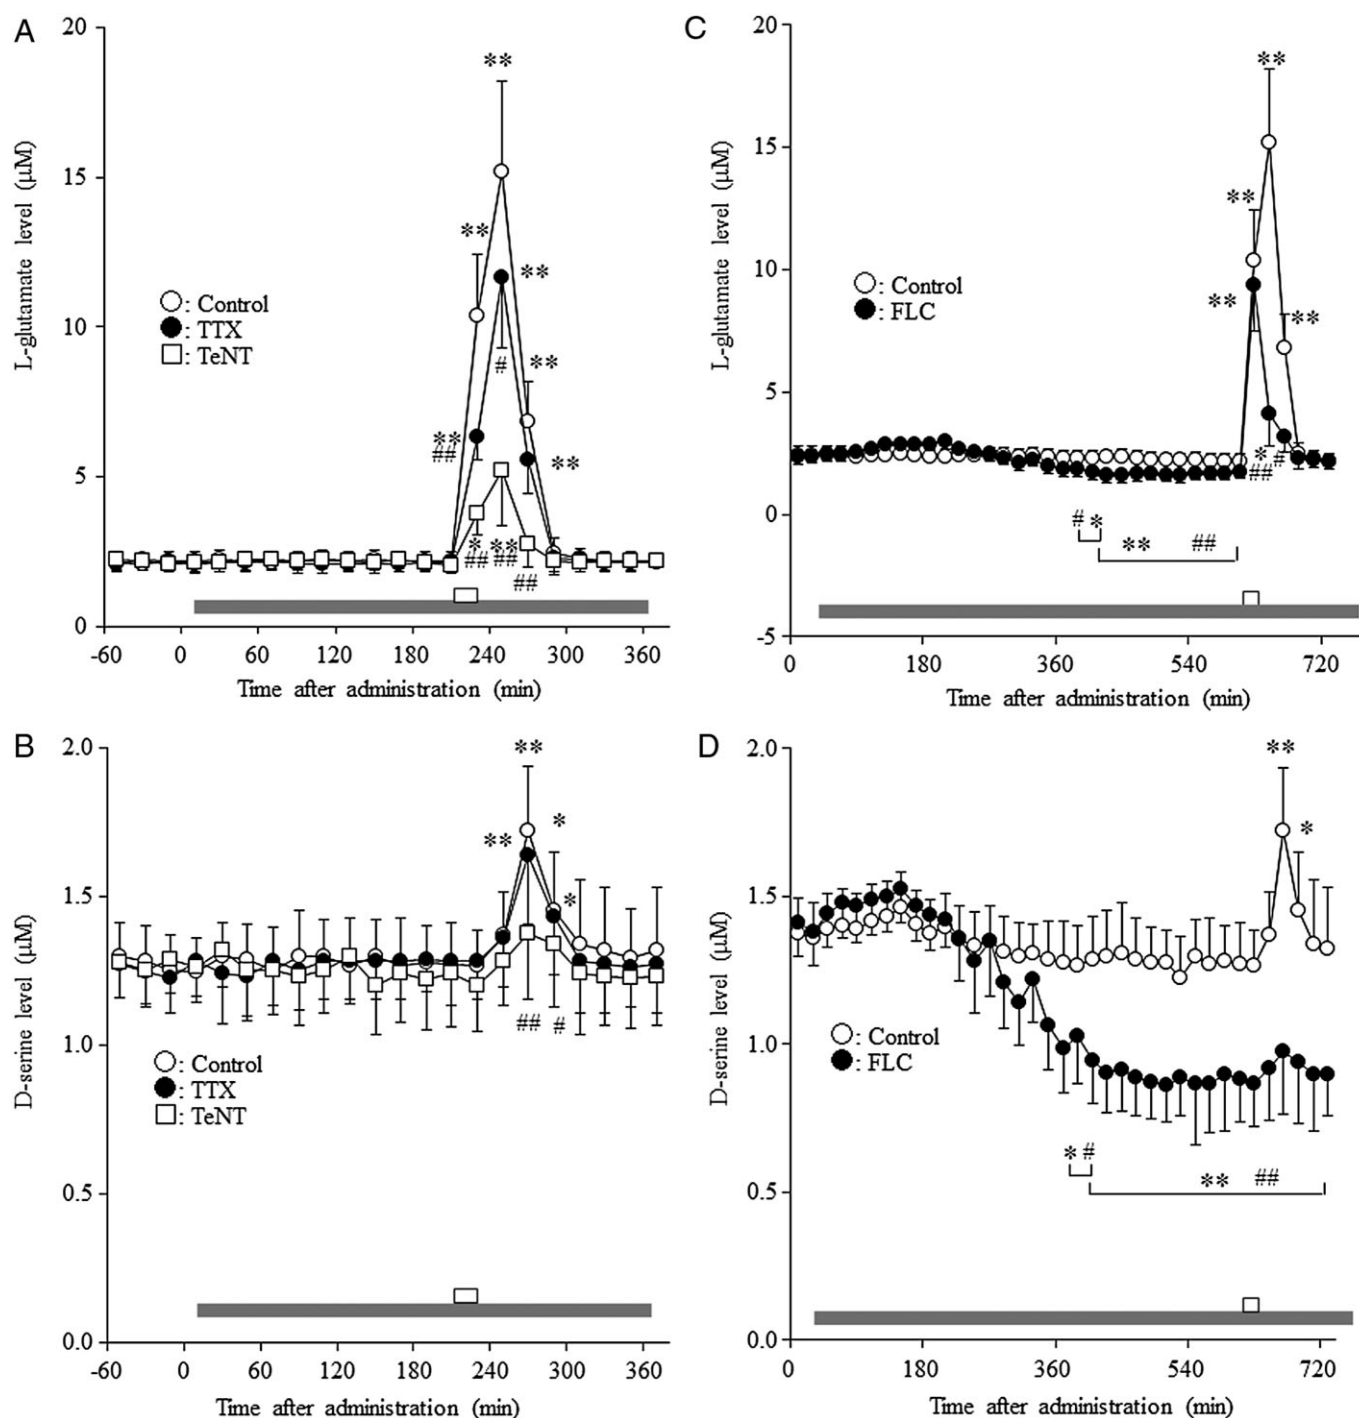 A
20
15
10
5
0
L-glutamate level (μM)
**
**
**
**
**
##
#
**
*
**
##
##
##
○: Control
●: TTX
□: TeNT
-60 0 60 120 180 240 300 360
Time after administration (min)
C
20
15
10
5
0
-5
L-glutamate level (μM)
**
**
**
**
*
#
##
# *
** ##
○: Control
●: FLC
0 180 360 540 720
Time after administration (min)
B
2.0
1.5
1.0
0.5
0.0
D-serine level (μM)
**
**
*
*
## #
○: Control
●: TTX
□: TeNT
-60 0 60 120 180 240 300 360
Time after administration (min)
D
2.0
1.5
1.0
0.5
0.0
D-serine level (μM)
**
*
* #
** ##
○: Control
●: FLC
0 180 360 540 720
Time after administration (min)